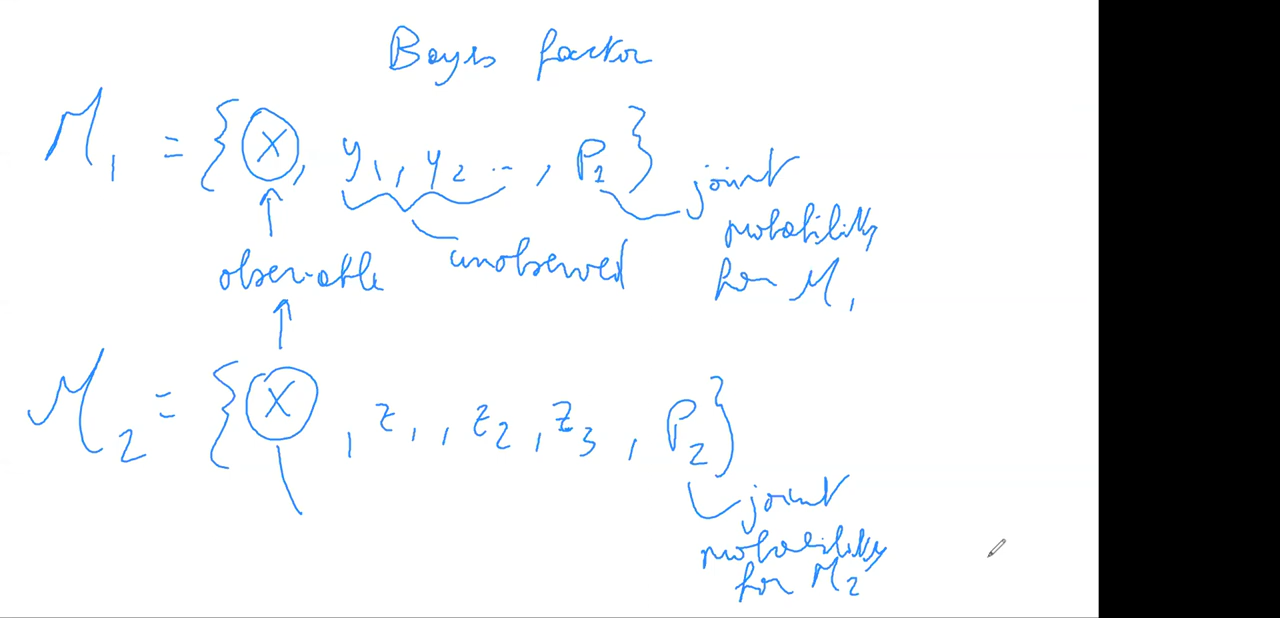 Bayes factor
M₁ = { X, y₁, y₂ .. , P₁ }
joint
probability
for M₁
observable
unobserved
M₂ = { X , z₁, z₂, z₃, P₂ }
joint
probability
for M₂